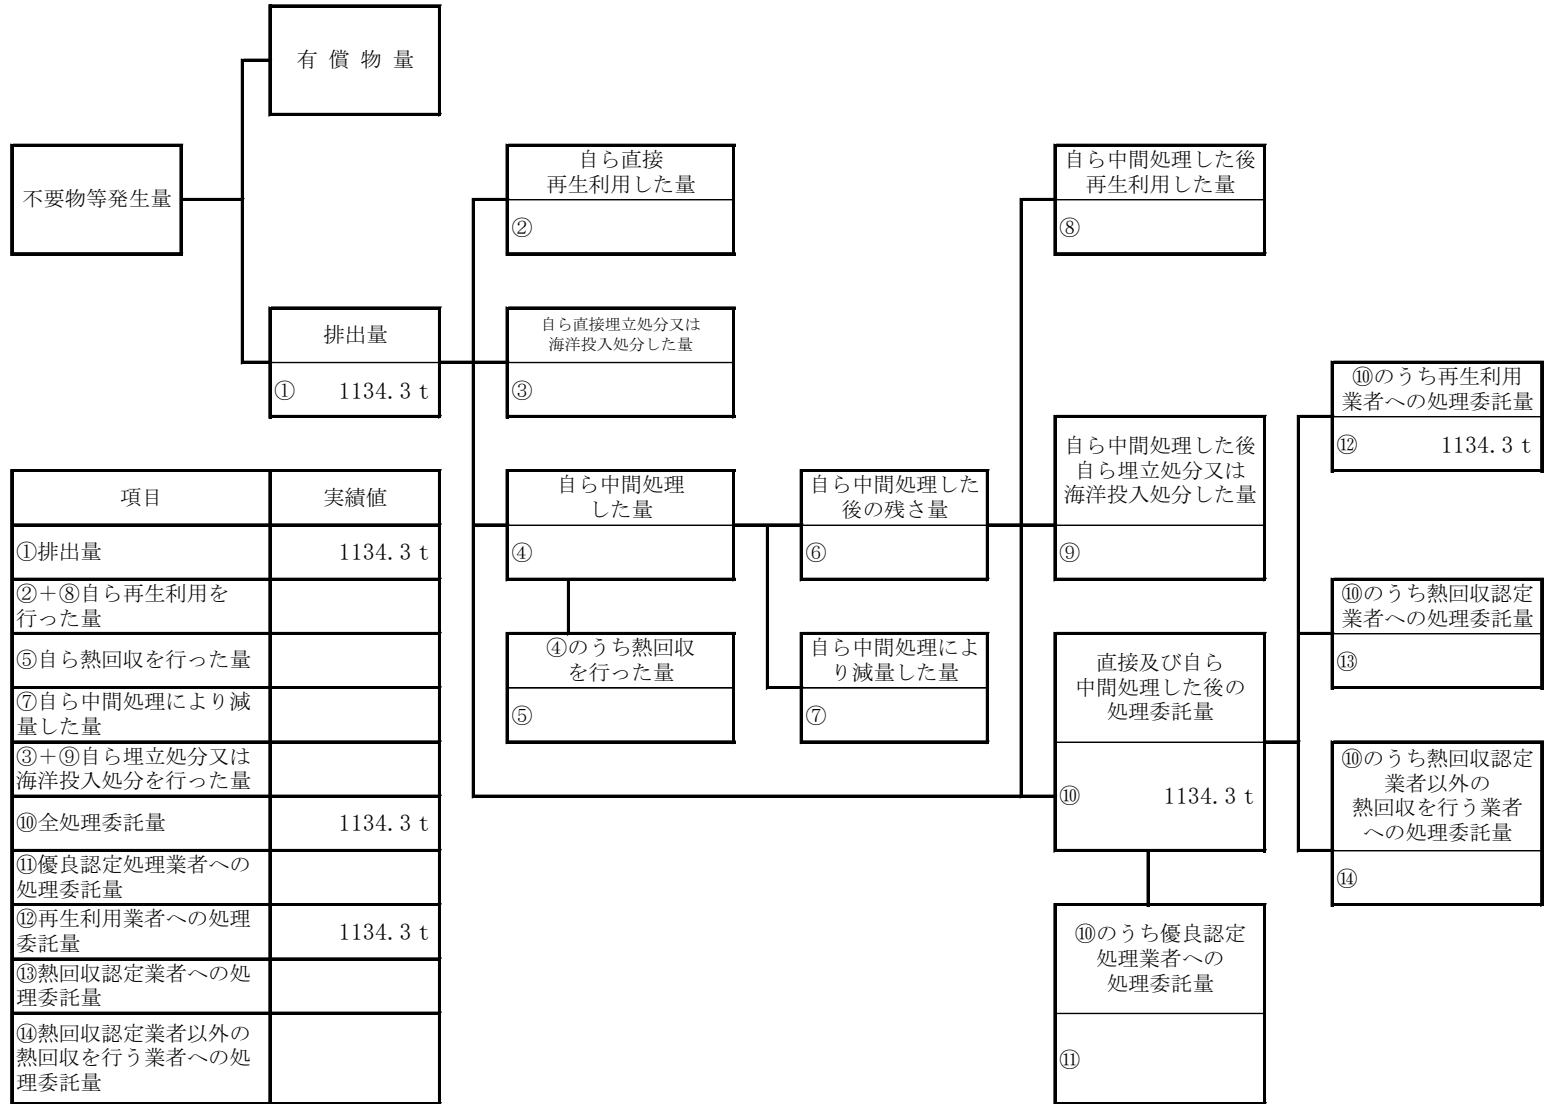 有 償 物 量
不要物等発生量
自ら直接
再生利用した量
②
自ら中間処理した後
再生利用した量
⑧
排出量
① 1134.3 t
自ら直接埋立処分又は
海洋投入処分した量
③
⑩のうち再生利用
業者への処理委託量
⑫ 1134.3 t
自ら中間処理
した量
④
自ら中間処理した
後の残さ量
⑥
自ら中間処理した後
自ら埋立処分又は
海洋投入処分した量
⑨
④のうち熱回収
を行った量
⑤
自ら中間処理によ
り減量した量
⑦
直接及び自ら
中間処理した後の
処理委託量
⑩ 1134.3 t
⑩のうち熱回収認定
業者への処理委託量
⑬
⑩のうち熱回収認定
業者以外の
熱回収を行う業者
への処理委託量
⑭
⑩のうち優良認定
処理業者への
処理委託量
⑪
項目 実績値
①排出量 1134.3 t
②+⑧自ら再生利用を
行った量
⑤自ら熱回収を行った量
⑦自ら中間処理により減
量した量
③+⑨自ら埋立処分又は
海洋投入処分を行った量
⑩全処理委託量 1134.3 t
⑪優良認定処理業者への
処理委託量
⑫再生利用業者への処理
委託量 1134.3 t
⑬熱回収認定業者への処
理委託量
⑭熱回収認定業者以外の
熱回収を行う業者への処
理委託量